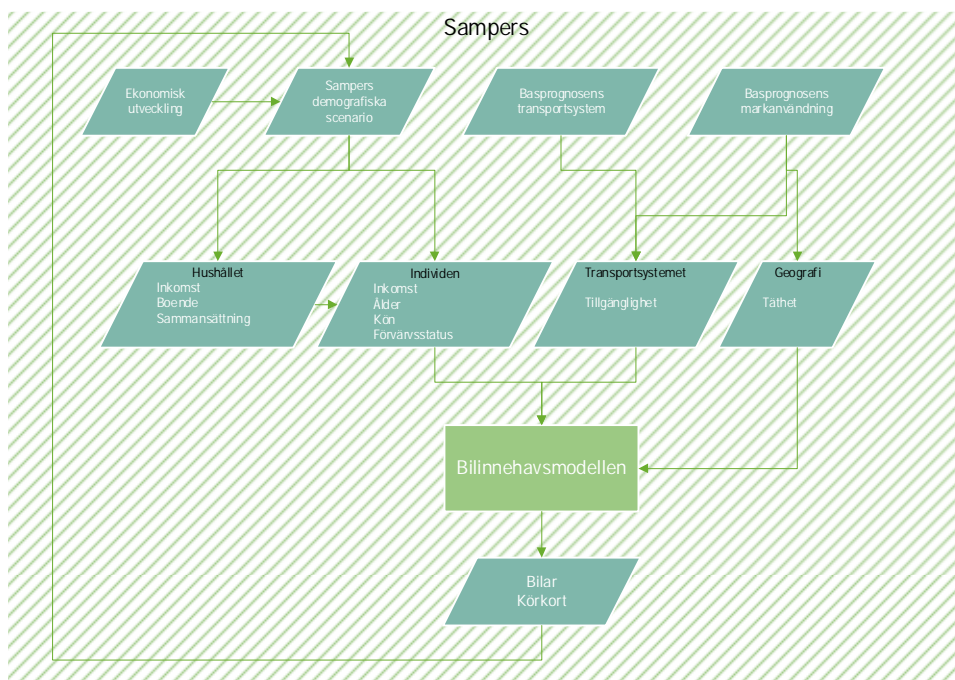 Sampers
Ekonomisk
utveckling
Sampers
demografiska
scenario
Basprognosens
transportsystem
Basprognosens
markanvändning
Hushållet
Inkomst
Boende
Sammansättning
Individen
Inkomst
Ålder
Kön
Förvärvsstatus
Transportsystemet
Tillgänglighet
Geografi
Täthet
Bilinnehavsmodellen
Bilar
Körkort